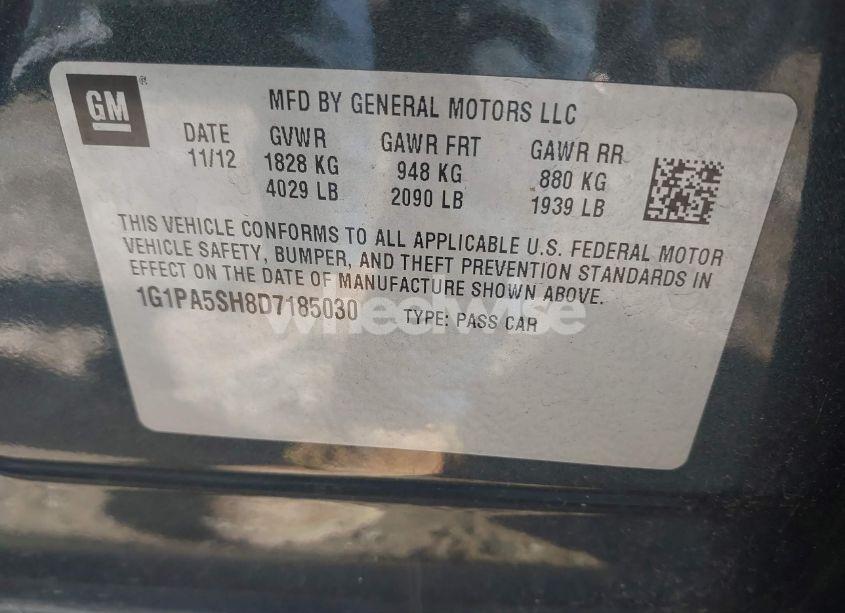 GM
MFD BY GENERAL MOTORS LLC
DATE GVWR GAWR FRT GAWR RR
11/12 1828 KG 948 KG 880 KG
4029 LB 2090 LB 1939 LB
THIS VEHICLE CONFORMS TO ALL APPLICABLE U.S. FEDERAL MOTOR
VEHICLE SAFETY, BUMPER, AND THEFT PREVENTION STANDARDS IN
EFFECT ON THE DATE OF MANUFACTURE SHOWN ABOVE.
1G1PA5SH8D7185030 TYPE: PASS CAR
wheelwise